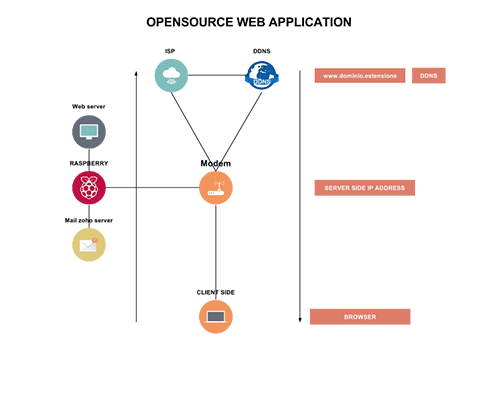 OPENSOURCE WEB APPLICATION
ISP
DDNS
DDNS
www.dominio.estensione
DDNS
Web server
RASPBERRY
Modem
SERVER SIDE IP ADDRESS
Mail zoho server
CLIENT SIDE
BROWSER